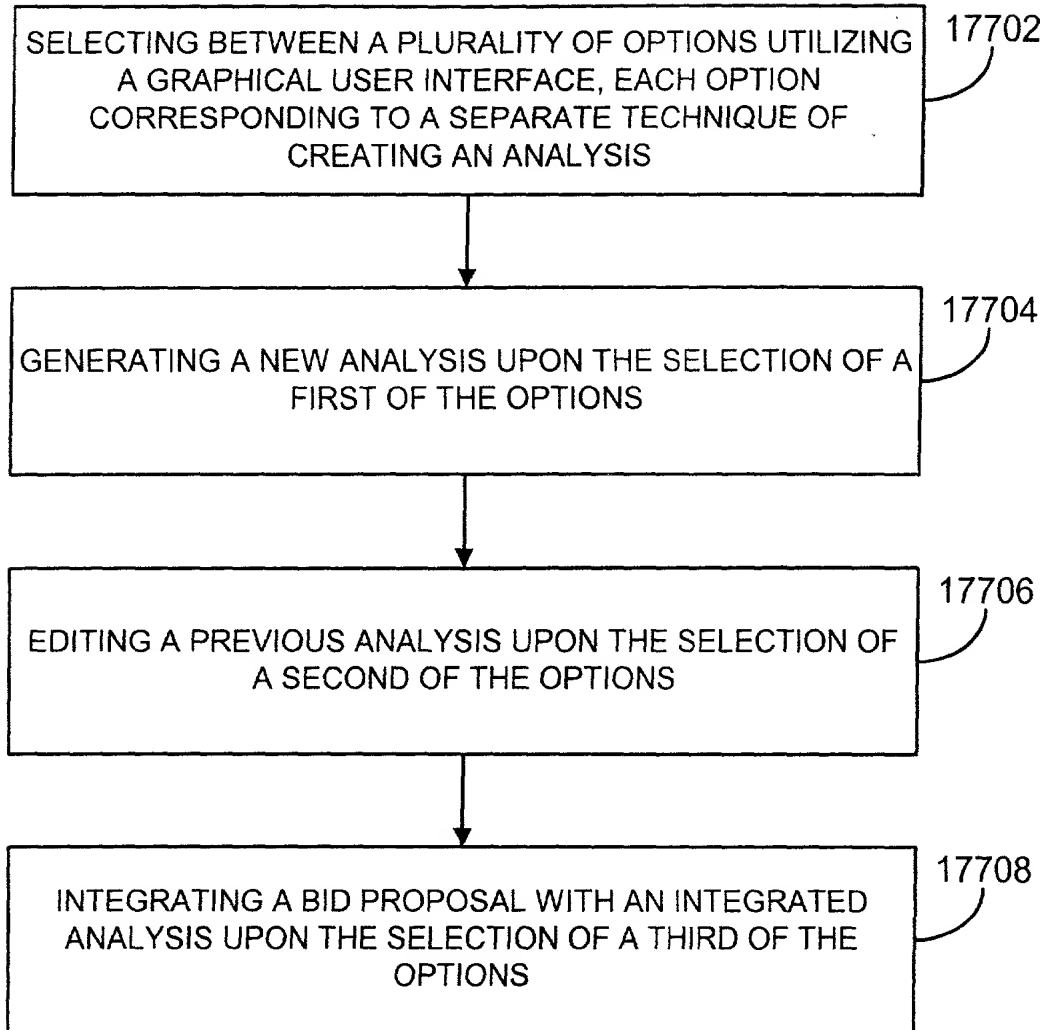 SELECTING BETWEEN A PLURALITY OF OPTIONS UTILIZING
A GRAPHICAL USER INTERFACE, EACH OPTION
CORRESPONDING TO A SEPARATE TECHNIQUE OF
CREATING AN ANALYSIS
17702
GENERATING A NEW ANALYSIS UPON THE SELECTION OF A
FIRST OF THE OPTIONS
17704
EDITING A PREVIOUS ANALYSIS UPON THE SELECTION OF
A SECOND OF THE OPTIONS
17706
INTEGRATING A BID PROPOSAL WITH AN INTEGRATED
ANALYSIS UPON THE SELECTION OF A THIRD OF THE
OPTIONS
17708